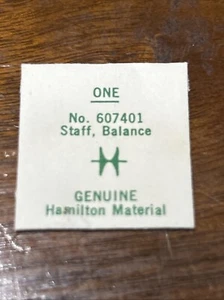 ONE
No. 607401
Staff, Balance
GENUINE
Hamilton Material